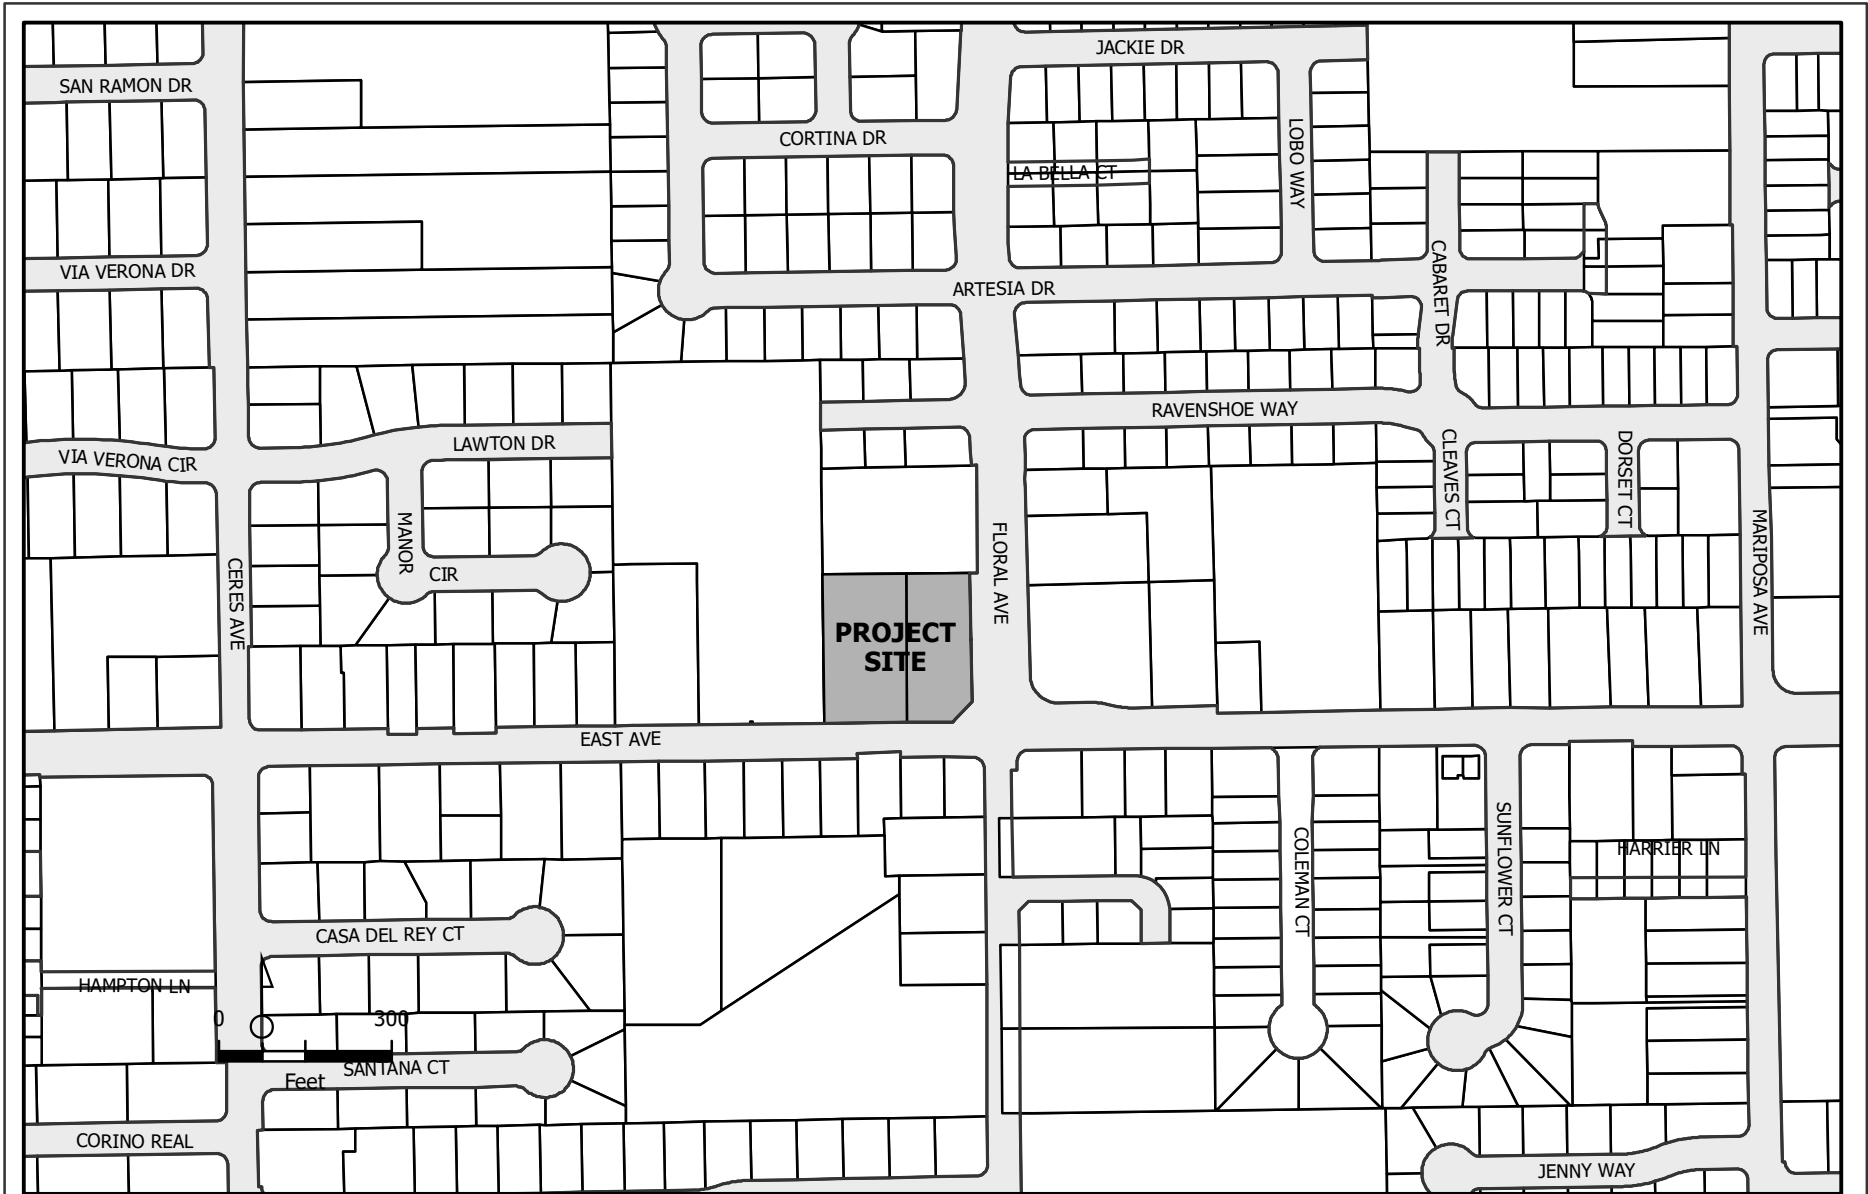 JACKIE DR
SAN RAMON DR
CORTINA DR
LOBO WAY
LA BELLA CT
VIA VERONA DR
CABARET DR
ARTESIA DR
RAVENSHOE WAY
LAWTON DR
VIA VERONA CIR
CLEAVES CT
DORSET CT
MANOR
CIR
FLORAL AVE
MARIPOSA AVE
CERES AVE
PROJECT
SITE
EAST AVE
COLEMAN CT
SUNFLOWER CT
HARRIER LN
CASA DEL REY CT
HAMPTON LN
0 300
Feet
SANTANA CT
CORINO REAL
JENNY WAY